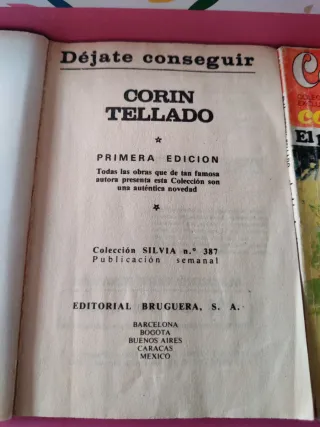 Déjate conseguir
CORIN
TELLADO
PRIMERA EDICION
Todas las obras que de tan famosa
autora presenta esta Colección son
una auténtica novedad
Colección SILVIA n.º 387
Publicación semanal
EDITORIAL BRUGUERA, S. A.
BARCELONA
BOGOTA
BUENOS AIRES
CARACAS
MEXICO
El